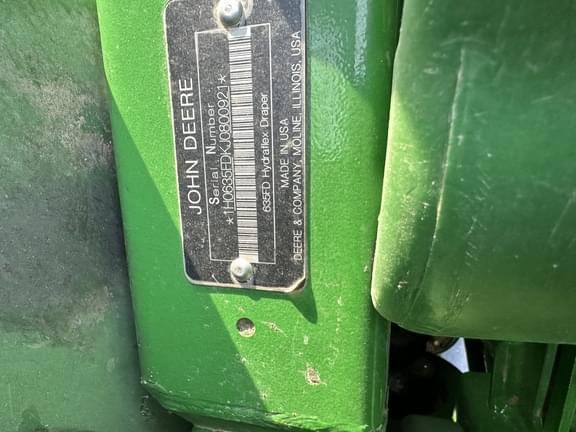 JOHN DEERE
Serial Number
*1H0635FDKJ0800921*
635FD Hydraflex Draper
MADE IN USA
DEERE & COMPANY, MOLINE, ILLINOIS, USA